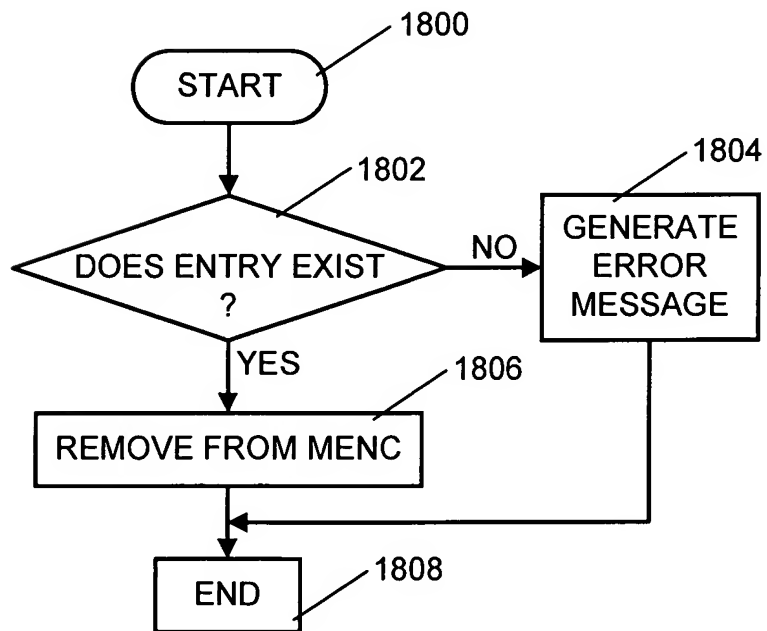 1800
START
1802
1804
DOES ENTRY EXIST
?
NO
GENERATE
ERROR
MESSAGE
YES
1806
REMOVE FROM MENC
END
1808